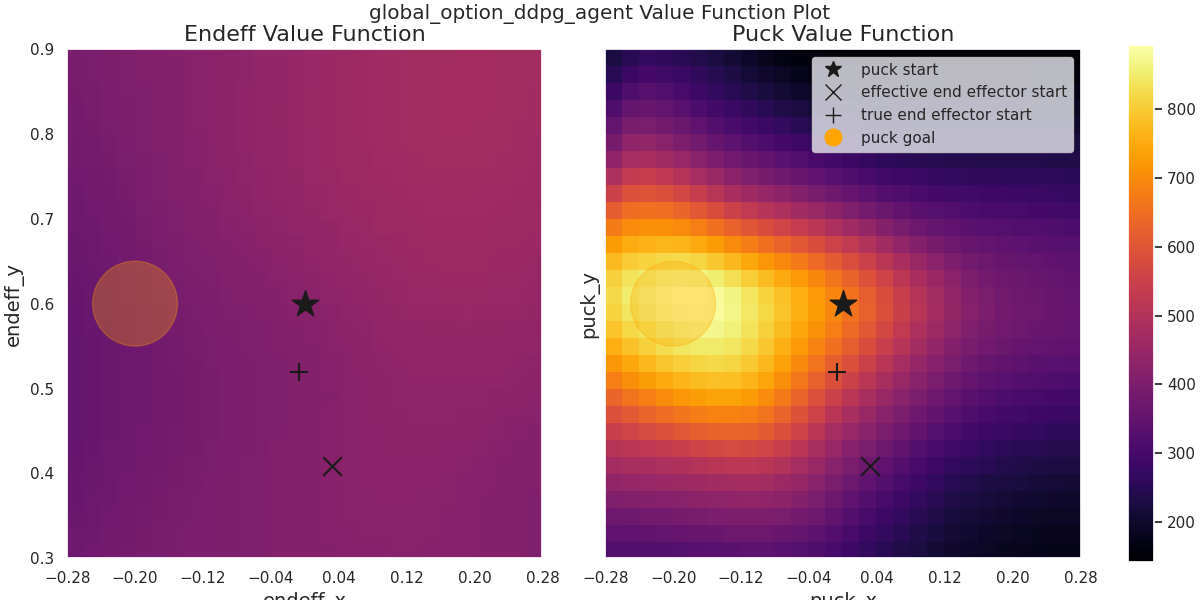 global_option_ddpg_agent Value Function Plot
Endeff Value Function
Puck Value Function
puck start
effective end effector start
true end effector start
puck goal
0.9
0.8
0.7
0.6
0.5
0.4
0.3
endeff_y
−0.28 −0.20 −0.12 −0.04 0.04 0.12 0.20 0.28
endeff_x
puck_y
−0.28 −0.20 −0.12 −0.04 0.04 0.12 0.20 0.28
puck_x
800
700
600
500
400
300
200